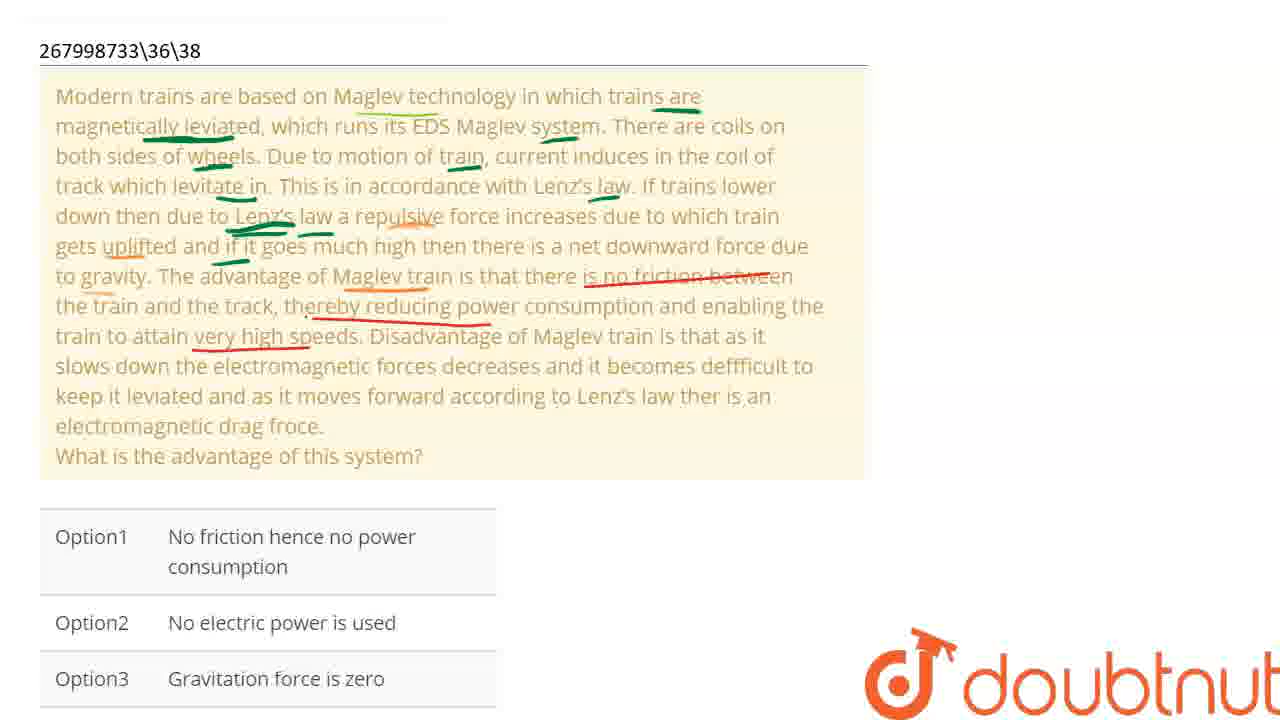 267998733\36\38
Modern trains are based on Maglev technology in which trains are
magnetically leviated, which runs its EDS Maglev system. There are coils on
both sides of wheels. Due to motion of train, current induces in the coil of
track which levitate in. This is in accordance with Lenz's law. If trains lower
down then due to Lenz's law a repulsive force increases due to which train
gets uplifted and if it goes much high then there is a net downward force due
to gravity. The advantage of Maglev train is that there is no friction between
the train and the track, thereby reducing power consumption and enabling the
train to attain very high speeds. Disadvantage of Maglev train is that as it
slows down the electromagnetic forces decreases and it becomes deffficult to
keep it leviated and as it moves forward according to Lenz's law ther is an
electromagnetic drag froce.
What is the advantage of this system?
Option1 No friction hence no power
consumption
Option2 No electric power is used
Option3 Gravitation force is zero
doubtnut